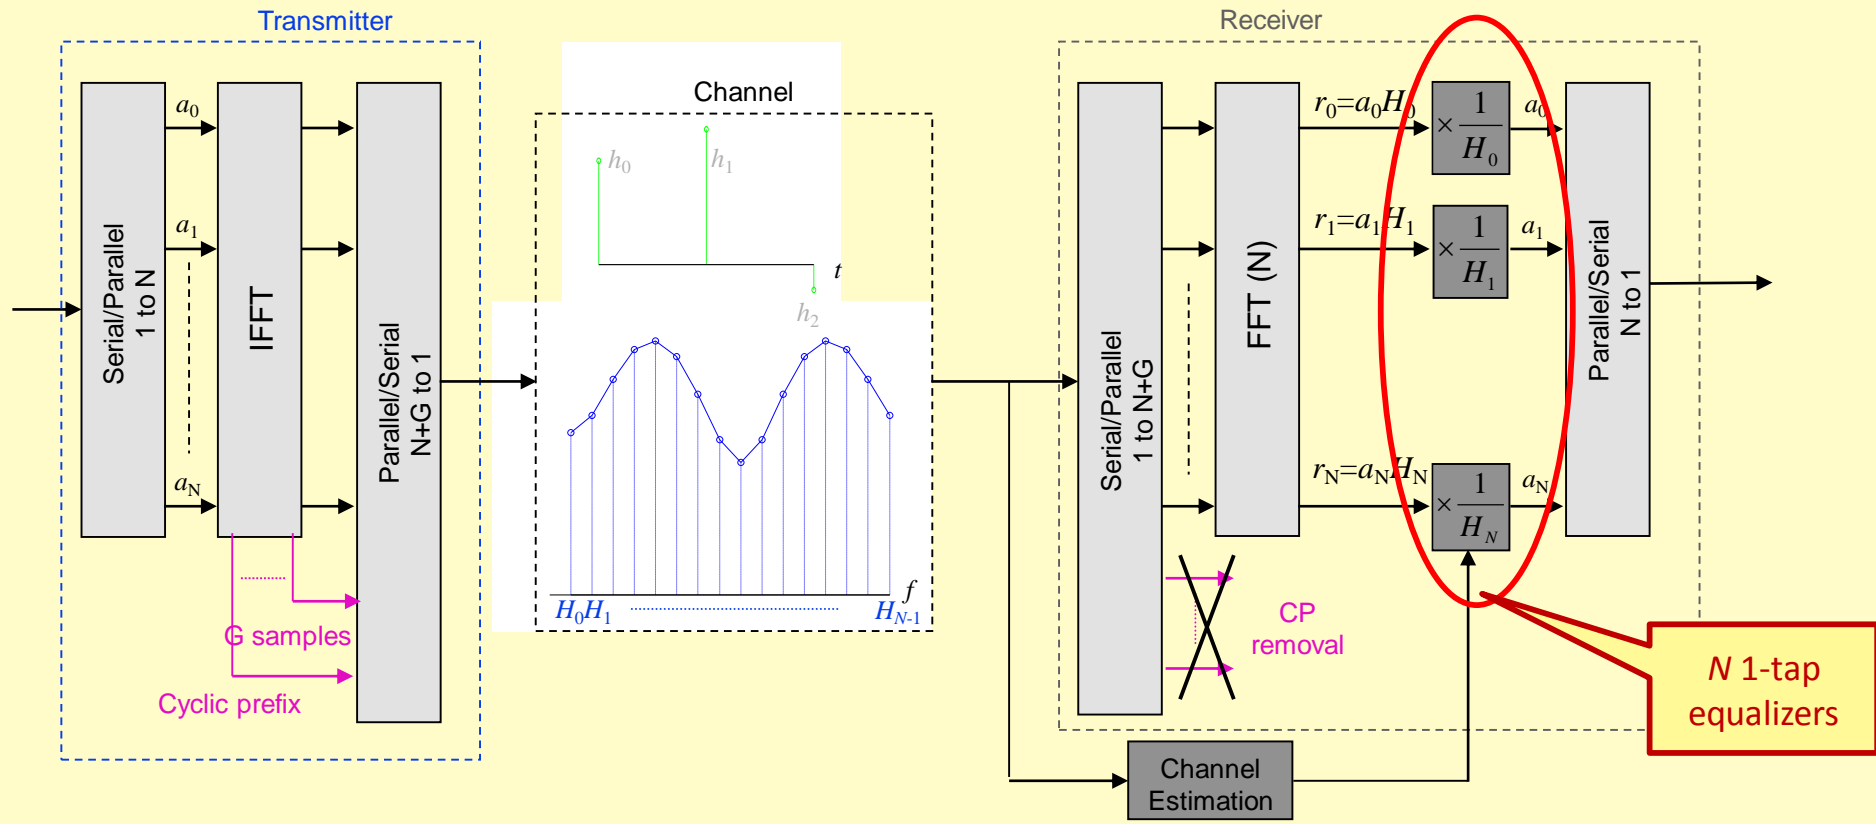 Transmitter
Serial/Parallel
1 to N
a0
a1
aN
IFFT
Parallel/Serial
N+G to 1
G samples
Cyclic prefix
Channel
h0
h1
t
h2
f
H0H1
HN-1
Receiver
Serial/Parallel
1 to N+G
FFT (N)
r0=a0H0
r1=a1H1
rN=aNHN
× 1/H0
× 1/H1
× 1/HN
a0
a1
aN
Parallel/Serial
N to 1
CP
removal
Channel
Estimation
N 1-tap
equalizers